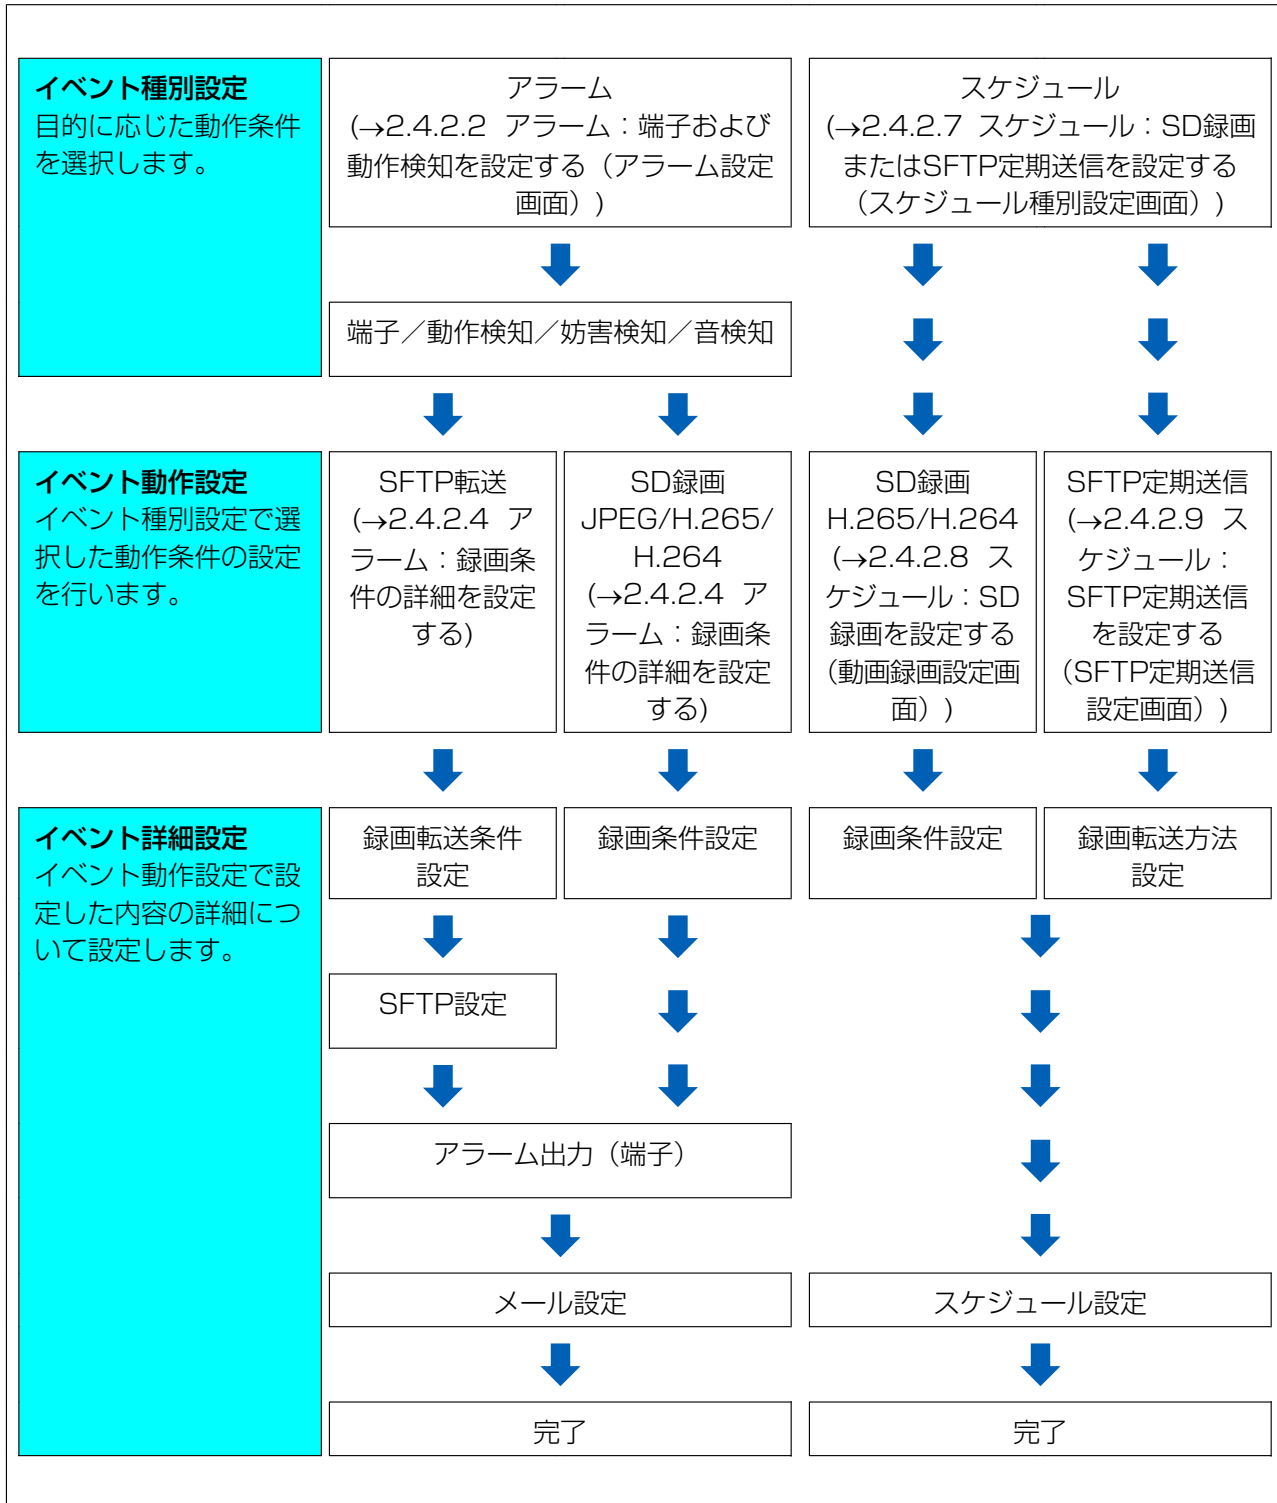 イベント種別設定
目的に応じた動作条件
を選択します。
アラーム
(→2.4.2.2 アラーム：端子および
動作検知を設定する（アラーム設定
画面）)
スケジュール
(→2.4.2.7 スケジュール：SD録画
またはSFTP定期送信を設定する
（スケジュール種別設定画面）)
端子／動作検知／妨害検知／音検知
イベント動作設定
イベント種別設定で選
択した動作条件の設定
を行います。
SFTP転送
(→2.4.2.4 ア
ラーム：録画条
件の詳細を設定
する)
SD録画
JPEG/H.265/
H.264
(→2.4.2.4 ア
ラーム：録画条
件の詳細を設定
する)
SD録画
H.265/H.264
(→2.4.2.8 ス
ケジュール：SD
録画を設定する
（動画録画設定画
面）)
SFTP定期送信
(→2.4.2.9 ス
ケジュール：
SFTP定期送信
を設定する
（SFTP定期送信
設定画面）)
イベント詳細設定
イベント動作設定で設
定した内容の詳細につ
いて設定します。
録画転送条件
設定
録画条件設定
録画条件設定
録画転送方法
設定
SFTP設定
アラーム出力（端子）
メール設定
スケジュール設定
完了
完了